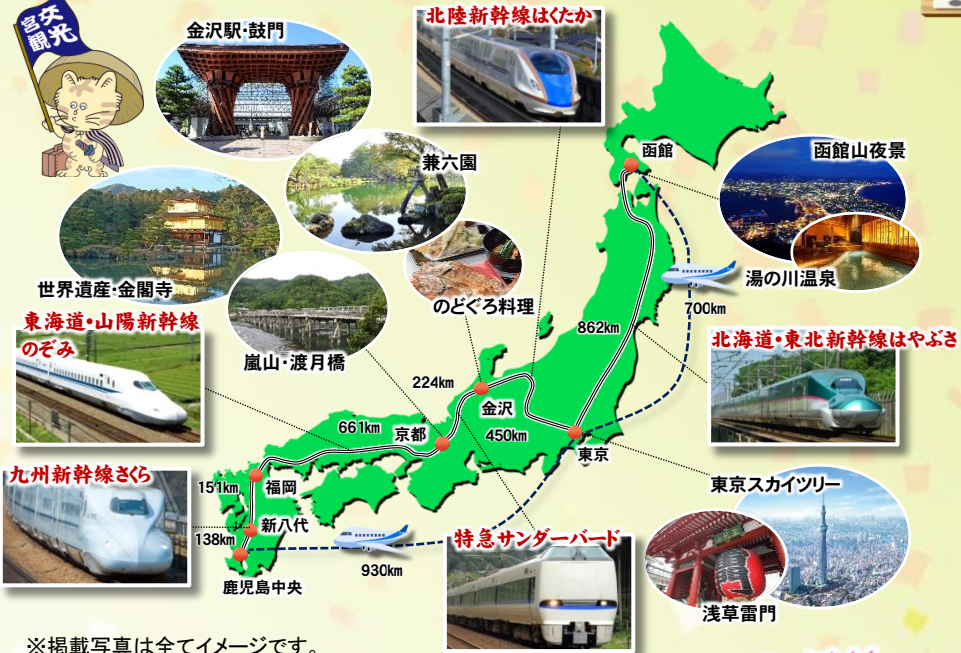 宮交
観光
金沢駅・鼓門
北陸新幹線はくたか
兼六園
函館
函館山夜景
世界遺産・金閣寺
のどぐろ料理
湯の川温泉
700km
東海道・山陽新幹線
のぞみ
嵐山・渡月橋
862km
北海道・東北新幹線はやぶさ
224km
金沢
661km
京都
450km
東京
九州新幹線さくら
151km
福岡
東京スカイツリー
新八代
138km
特急サンダーバード
930km
鹿児島中央
浅草雷門
※掲載写真は全てイメージです。